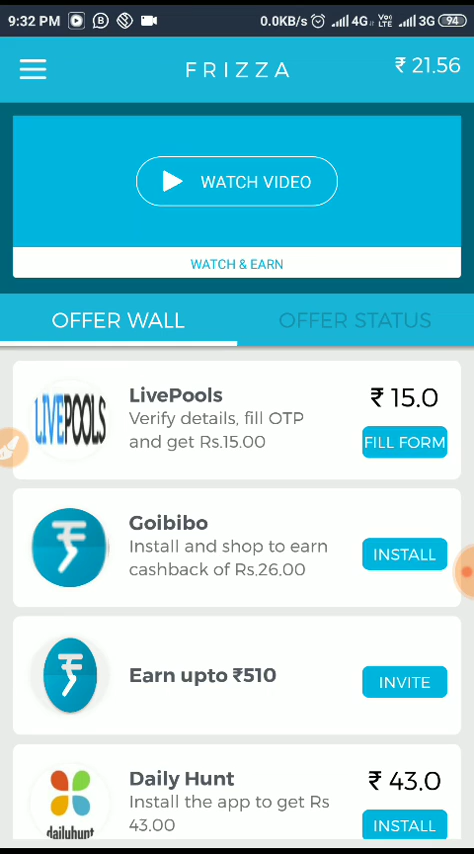 9:32 PM B 0.0KB/s 4G Vo) LTE 3G 94
FRIZZA
₹ 21.56
WATCH VIDEO
WATCH & EARN
OFFER WALL
OFFER STATUS
LIVEPOOLS
LivePools
Verify details, fill OTP
and get Rs.15.00
₹ 15.0
FILL FORM
Goibibo
Install and shop to earn
cashback of Rs.26.00
INSTALL
Earn upto ₹510
INVITE
dailuhunt
Daily Hunt
Install the app to get Rs
43.00
₹ 43.0
INSTALL